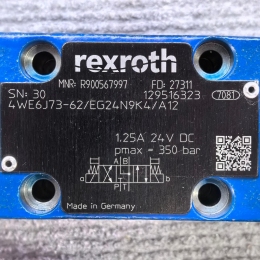 rexroth
MNR: R900567997 FD: 27311
SN: 30 129516323 7081
4WE6J73-62/EG24N9K4/A12
1.25A 24V DC
pmax = 350 bar
A B
a b
P T
Made in Germany